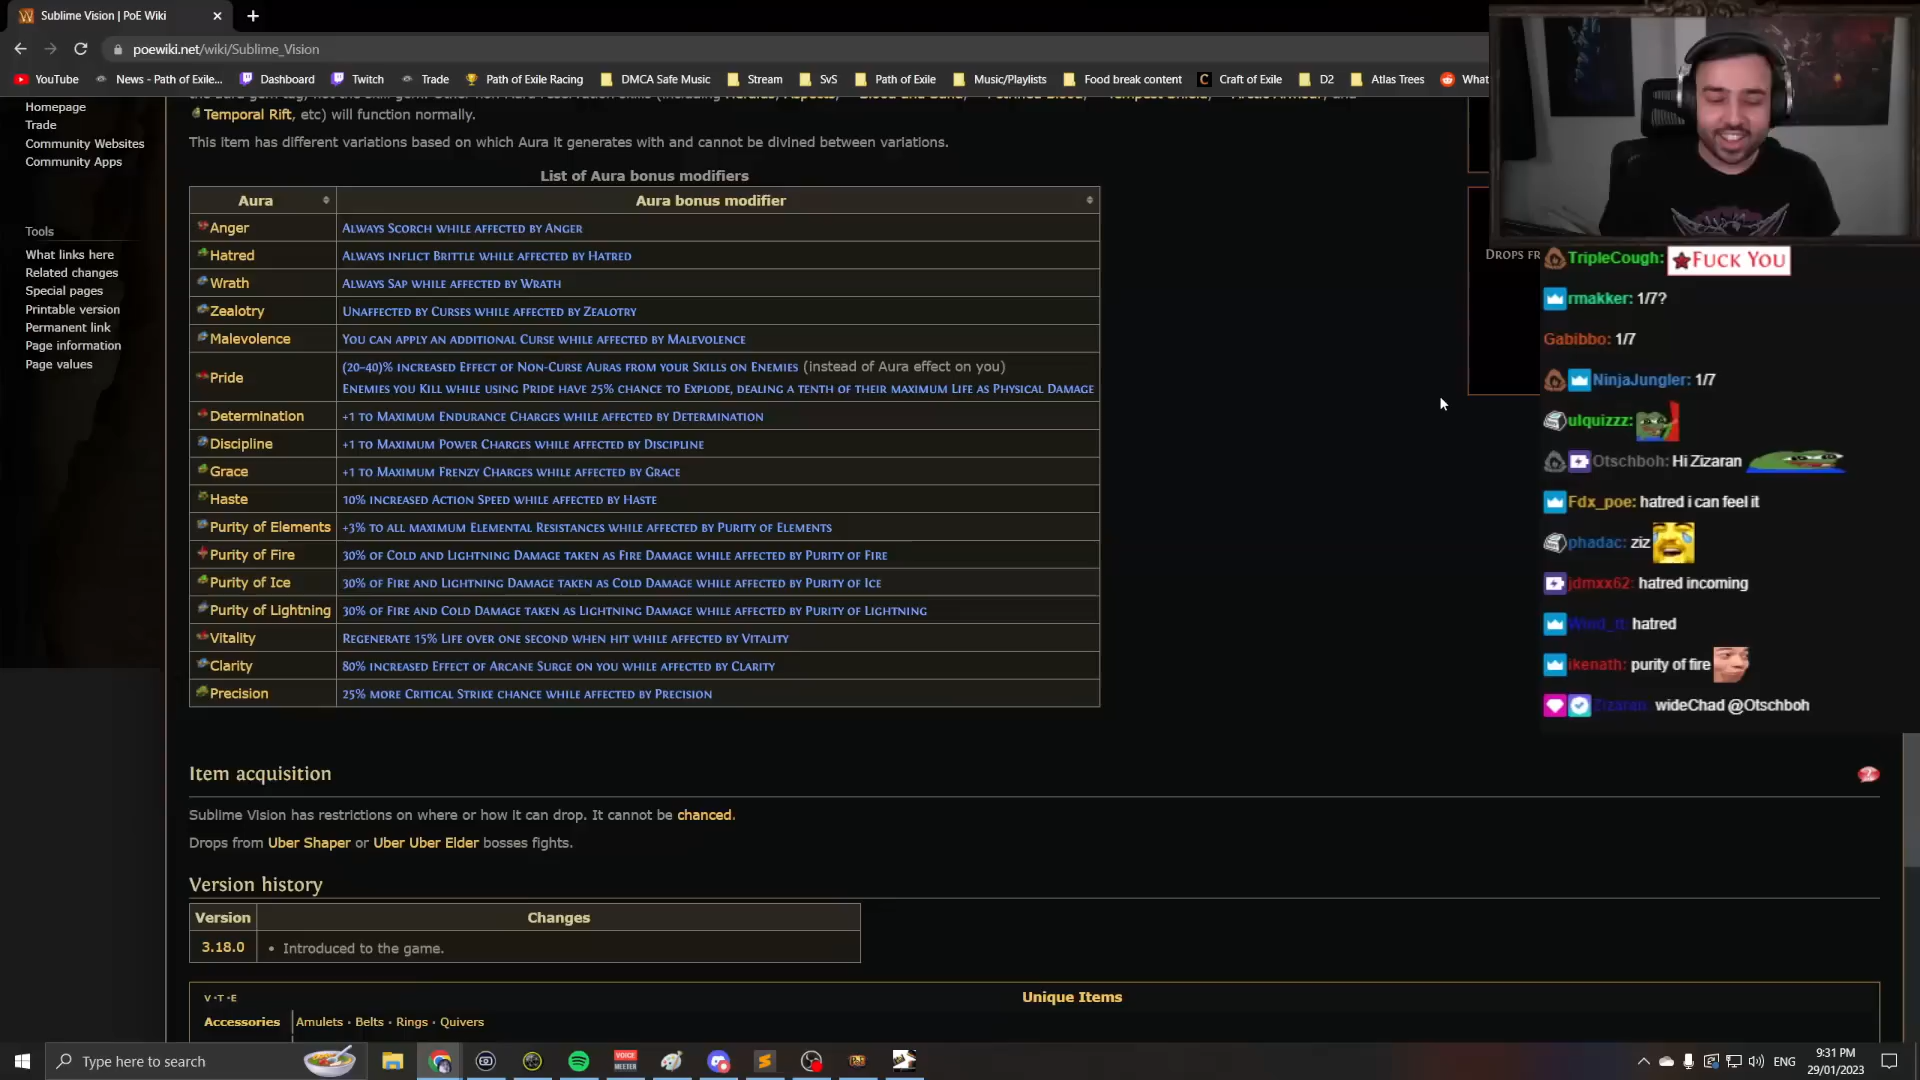 Sublime Vision | PoE Wiki
poewiki.net/wiki/Sublime_Vision
YouTube
News - Path of Exile...
Dashboard
Twitch
Trade
Path of Exile Racing
DMCA Safe Music
Stream
SvS
Path of Exile
Music/Playlists
Food break content
Craft of Exile
D2
Atlas Trees
What
Homepage
Trade
Community Websites
Community Apps
Tools
What links here
Related changes
Special pages
Printable version
Permanent link
Page information
Page values
Temporal Rift, etc) will function normally.
This item has different variations based on which Aura it generates with and cannot be divined between variations.
List of Aura bonus modifiers
Aura Aura bonus modifier
Anger Always Scorch while affected by Anger
Hatred Always inflict Brittle while affected by Hatred
Wrath Always Sap while affected by Wrath
Zealotry Unaffected by Curses while affected by Zealotry
Malevolence You can apply an additional Curse while affected by Malevolence
Pride (20–40)% increased Effect of Non-Curse Auras from your Skills on Enemies (instead of Aura effect on you)
Enemies you Kill while using Pride have 25% chance to Explode, dealing a tenth of their maximum Life as Physical Damage
Determination +1 to Maximum Endurance Charges while affected by Determination
Discipline +1 to Maximum Power Charges while affected by Discipline
Grace +1 to Maximum Frenzy Charges while affected by Grace
Haste 10% increased Action Speed while affected by Haste
Purity of Elements +3% to all maximum Elemental Resistances while affected by Purity of Elements
Purity of Fire 30% of Cold and Lightning Damage taken as Fire Damage while affected by Purity of Fire
Purity of Ice 30% of Fire and Lightning Damage taken as Cold Damage while affected by Purity of Ice
Purity of Lightning 30% of Fire and Cold Damage taken as Lightning Damage while affected by Purity of Lightning
Vitality Regenerate 15% Life over one second when hit while affected by Vitality
Clarity 80% increased Effect of Arcane Surge on you while affected by Clarity
Precision 25% more Critical Strike chance while affected by Precision
Item acquisition
Sublime Vision has restrictions on where or how it can drop. It cannot be chanced.
Drops from Uber Shaper or Uber Uber Elder bosses fights.
Version history
Version Changes
3.18.0 • Introduced to the game.
V · T · E Unique Items
Accessories Amulets · Belts · Rings · Quivers
Drops fr
TripleCough: Fuck You
rmakker: 1/7?
Gabibbo: 1/7
NinjaJungler: 1/7
ulquizzz:
Otschboh: Hi Zizaran
Fdx_poe: hatred i can feel it
phadac: ziz
jdmxx62: hatred incoming
hatred
ikenath: purity of fire
Zizaran: wideChad @Otschboh
Type here to search
VOICE
MEETER
ENG
9:31 PM
29/01/2023